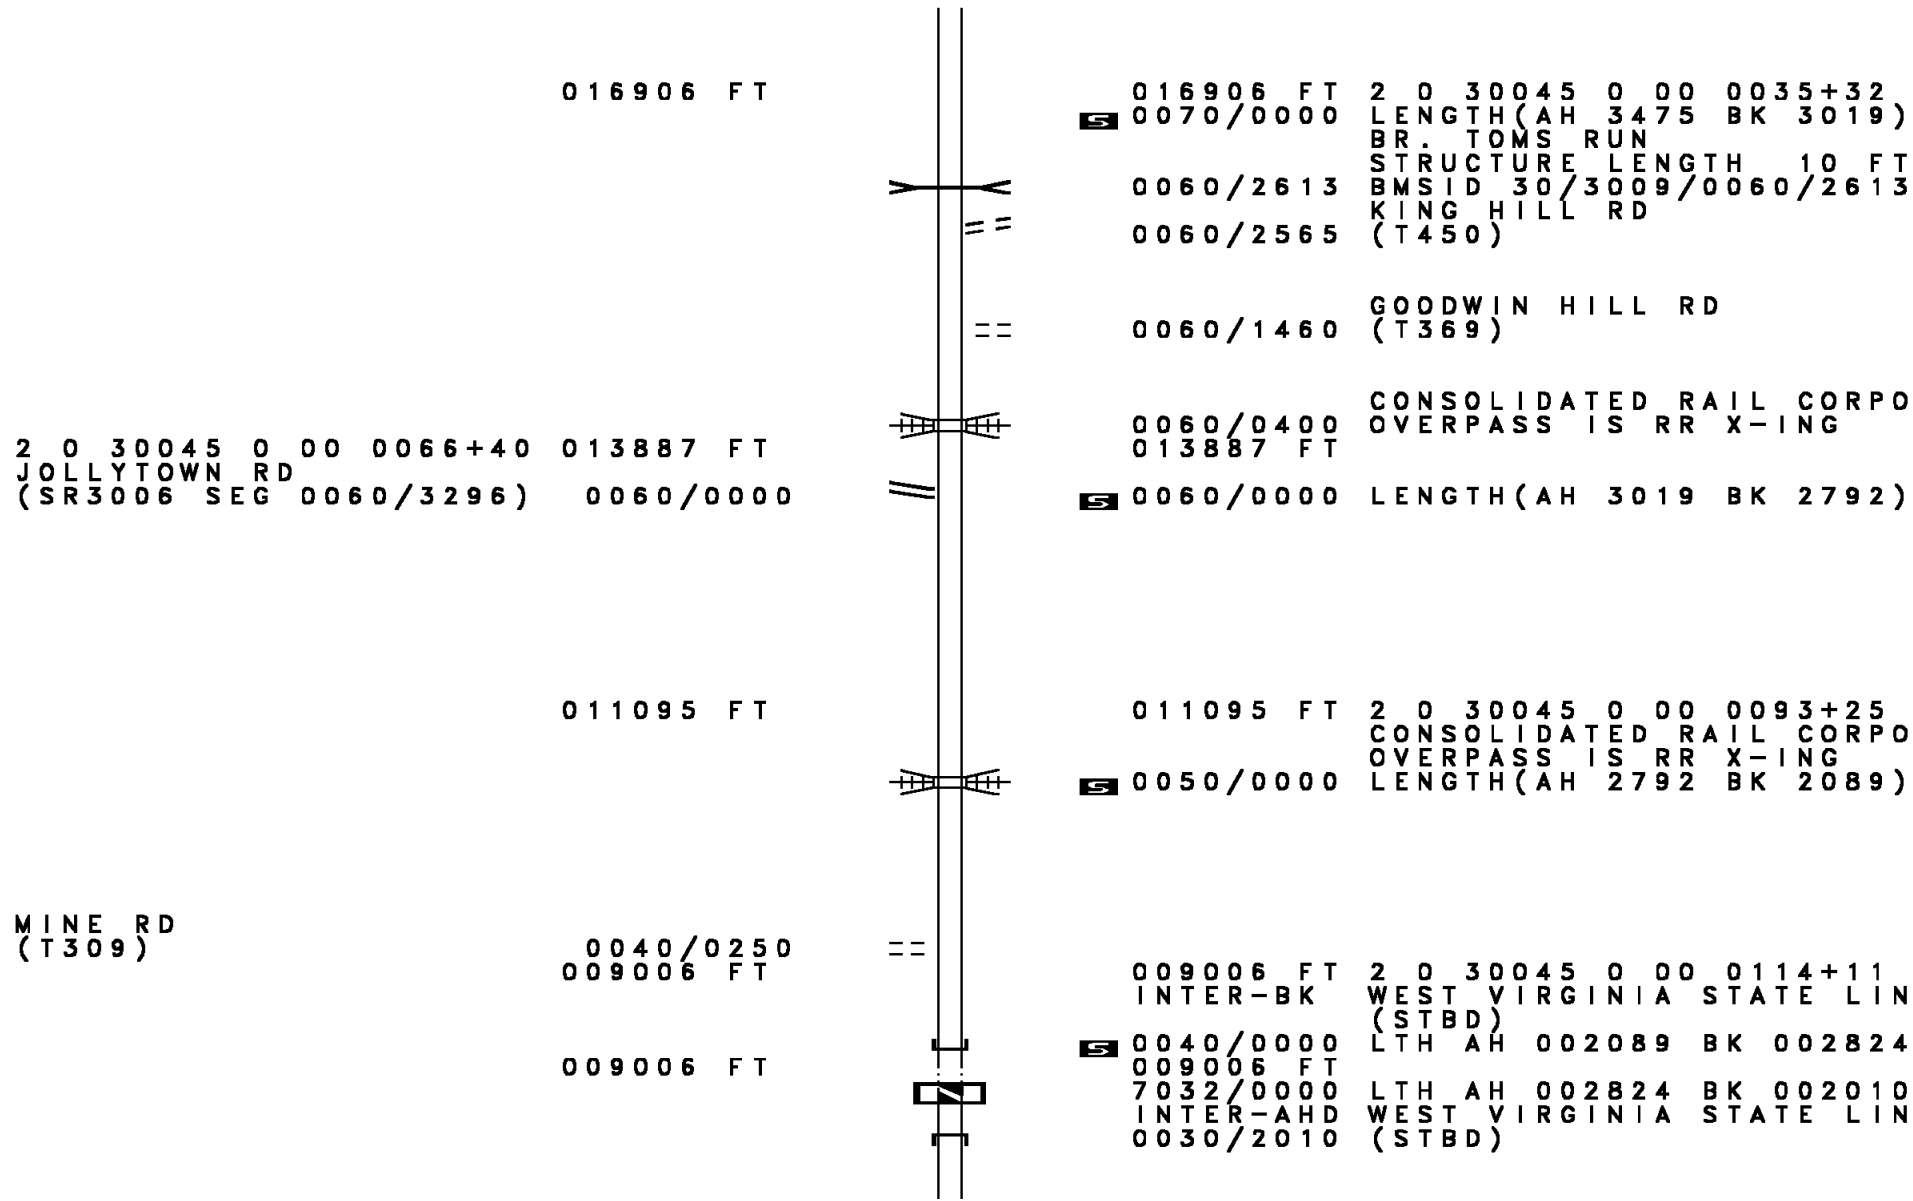 016906 FT 016906 FT 2 0 30045 0 00 0035+32
S 0070/0000 LENGTH(AH 3475 BK 3019)
BR. TOMS RUN
STRUCTURE LENGTH 10 FT
0060/2613 BMSID 30/3009/0060/2613
KING HILL RD
0060/2565 (T450)
GOODWIN HILL RD
0060/1460 (T369)
CONSOLIDATED RAIL CORPO
0060/0400 OVERPASS IS RR X-ING
2 0 30045 0 00 0066+40 013887 FT 013887 FT
JOLLYTOWN RD
(SR3006 SEG 0060/3296) 0060/0000 S 0060/0000 LENGTH(AH 3019 BK 2792)
011095 FT 011095 FT 2 0 30045 0 00 0093+25
CONSOLIDATED RAIL CORPO
OVERPASS IS RR X-ING
S 0050/0000 LENGTH(AH 2792 BK 2089)
MINE RD
(T309) 0040/0250
009006 FT 009006 FT 2 0 30045 0 00 0114+11
INTER-BK WEST VIRGINIA STATE LIN
(STBD)
S 0040/0000 LTH AH 002089 BK 002824
009006 FT 009006 FT
7032/0000 LTH AH 002824 BK 002010
INTER-AHD WEST VIRGINIA STATE LIN
0030/2010 (STBD)